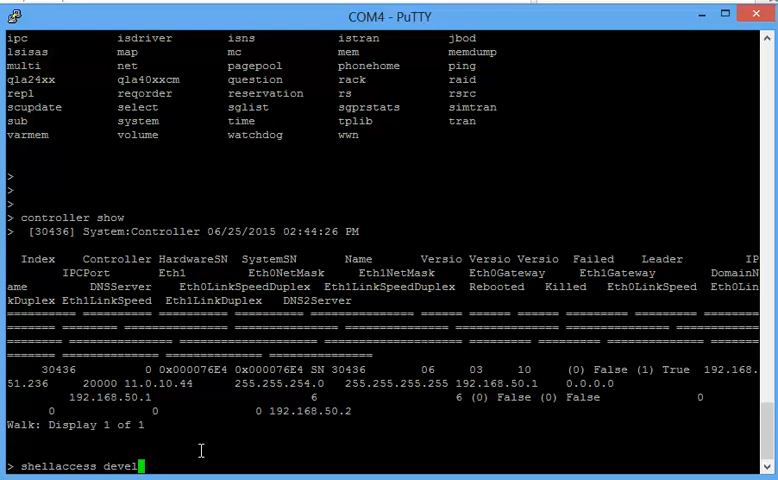 COM4 - PuTTY
ipc isdriver isns istran jbod
lsisas map mc mem memdump
multi net pagepool phonehome ping
qla24xx qla40xxcm question rack raid
repl reqorder reservation rs rsrc
scupdate select sglist sgprstats simtran
sub system time tplib tran
varmem volume watchdog wwn
>
>
>
> controller show
> [30436] System:Controller 06/25/2015 02:44:26 PM
Index Controller HardwareSN SystemSN Name Versio Versio Versio Failed Leader IP
IPCPort Eth1 Eth0NetMask Eth1NetMask Eth0Gateway Eth1Gateway DomainN
ame DNSServer Eth0LinkSpeedDuplex Eth1LinkSpeedDuplex Rebooted Killed Eth0LinkSpeed Eth0Lin
kDuplex Eth1LinkSpeed Eth1LinkDuplex DNS2Server
========== ========== ========== ========== =============== ====== ====== ====== ========== ========== ======
======= ======= =============== =============== =============== =============== =======
======= =============== =================== =================== ========== ========== ============= =======
======= ============= ============== ===============
30436 0 0x000076E4 0x000076E4 SN 30436 06 03 10 (0) False (1) True 192.168.
51.236 20000 11.0.10.44 255.255.254.0 255.255.255.255 192.168.50.1 0.0.0.0
192.168.50.1 6 6 (0) False (0) False 0
0 0 0 192.168.50.2
Walk: Display 1 of 1
> shellaccess devel